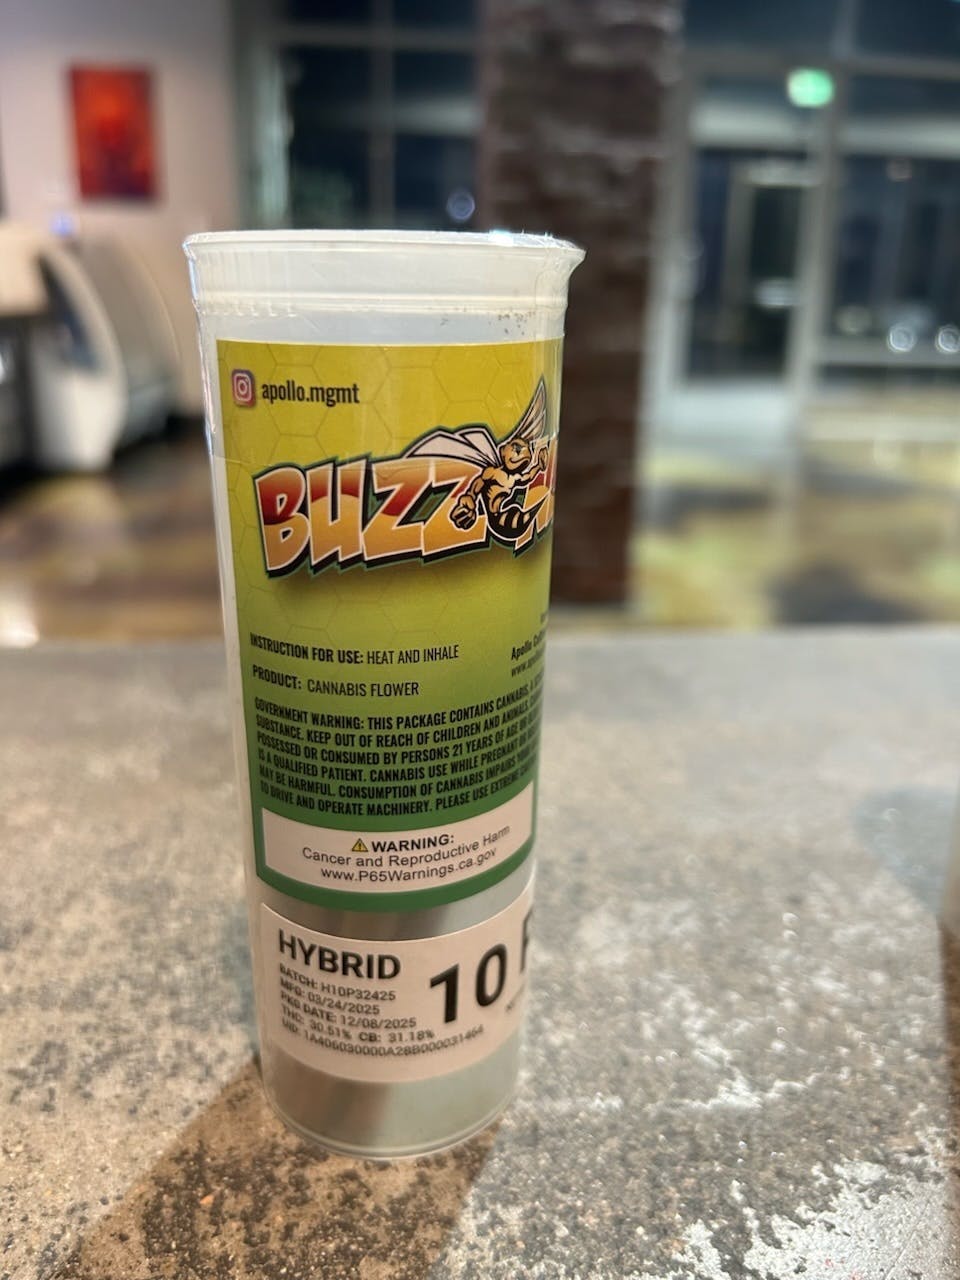 apollo.mgmt
BUZZ
INSTRUCTION FOR USE: HEAT AND INHALE
Apollo
PRODUCT: CANNABIS FLOWER
www.
GOVERNMENT WARNING: THIS PACKAGE CONTAINS CANNABIS, A
SUBSTANCE. KEEP OUT OF REACH OF CHILDREN AND ANIMALS.
POSSESSED OR CONSUMED BY PERSONS 21 YEARS OF AGE OR
IS A QUALIFIED PATIENT. CANNABIS USE WHILE PREGNANT OR
MAY BE HARMFUL. CONSUMPTION OF CANNABIS IMPAIRS
TO DRIVE AND OPERATE MACHINERY. PLEASE USE EXTREME
WARNING:
Cancer and Reproductive Harm
www.P65Warnings.ca.gov
HYBRID
10
BATCH: H10P32425
MFG: 03/24/2025
PKG DATE: 12/08/2025
THC: 30.51% CB: 31.18%
UID: 1A406030000A28B000031464